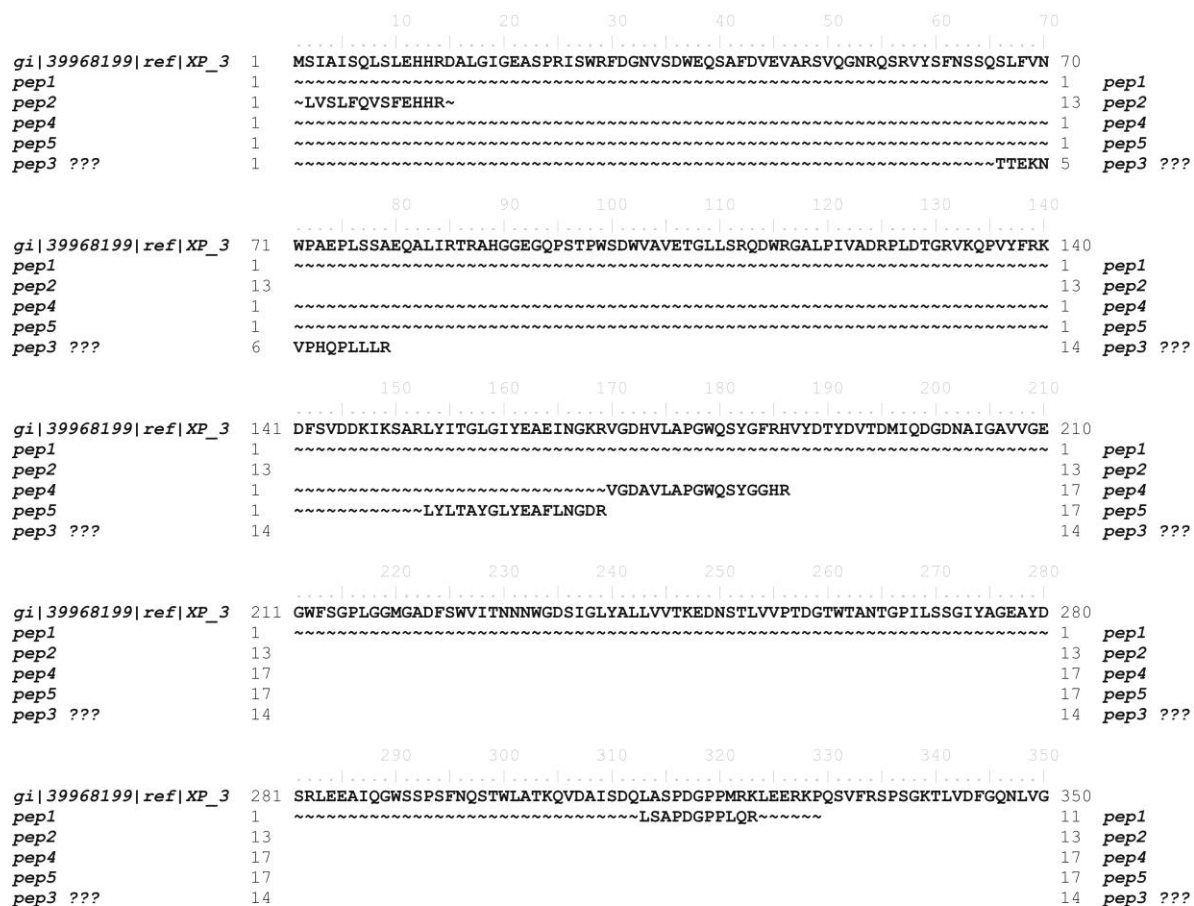 10 20 30 40 50 60 70
....|....|....|....|....|....|....|....|....|....|....|....|....|....|
gi|39968199|ref|XP_3 1 MSIAISQLSLEHHRDALGIGEASPRISWRFDGNVSDWEQSAFDVEVARSVQGNRQSRVYSFNSSQSLFVN 70
pep1 1 ~~~~~~~~~~~~~~~~~~~~~~~~~~~~~~~~~~~~~~~~~~~~~~~~~~~~~~~~~~~~~~~~~~~~~~ 1 pep1
pep2 1 ~LVSLFQVSFEHHR~ 13 pep2
pep4 1 ~~~~~~~~~~~~~~~~~~~~~~~~~~~~~~~~~~~~~~~~~~~~~~~~~~~~~~~~~~~~~~~~~~~~~~ 1 pep4
pep5 1 ~~~~~~~~~~~~~~~~~~~~~~~~~~~~~~~~~~~~~~~~~~~~~~~~~~~~~~~~~~~~~~~~~~~~~~ 1 pep5
pep3 ??? 1 ~~~~~~~~~~~~~~~~~~~~~~~~~~~~~~~~~~~~~~~~~~~~~~~~~~~~~~~~~~~~~~~~~TTEKN 5 pep3 ???
80 90 100 110 120 130 140
....|....|....|....|....|....|....|....|....|....|....|....|....|....|
gi|39968199|ref|XP_3 71 WPAEPLSSAEQALIRTRAHGGEGQPSTPWSDWVAVETGLLSRQDWRGALPIVADRPLDTGRVKQPVYFRK 140
pep1 1 ~~~~~~~~~~~~~~~~~~~~~~~~~~~~~~~~~~~~~~~~~~~~~~~~~~~~~~~~~~~~~~~~~~~~~~ 1 pep1
pep2 13 13 pep2
pep4 1 ~~~~~~~~~~~~~~~~~~~~~~~~~~~~~~~~~~~~~~~~~~~~~~~~~~~~~~~~~~~~~~~~~~~~~~ 1 pep4
pep5 1 ~~~~~~~~~~~~~~~~~~~~~~~~~~~~~~~~~~~~~~~~~~~~~~~~~~~~~~~~~~~~~~~~~~~~~~ 1 pep5
pep3 ??? 6 VPHQPLLLR 14 pep3 ???
150 160 170 180 190 200 210
....|....|....|....|....|....|....|....|....|....|....|....|....|....|
gi|39968199|ref|XP_3 141 DFSVDDKIKSARLYITGLGIYEAEINGKRVGDHVLAPGWQSYGFRHVYDTYDVTDMIQDGDNAIGAVVGE 210
pep1 1 ~~~~~~~~~~~~~~~~~~~~~~~~~~~~~~~~~~~~~~~~~~~~~~~~~~~~~~~~~~~~~~~~~~~~~~ 1 pep1
pep2 13 13 pep2
pep4 1 ~~~~~~~~~~~~~~~~~~~~~~~~~~~~~VGDAVLAPGWQSYGGHR 17 pep4
pep5 1 ~~~~~~~~~~~~LYLTAYGLYEAFLNGDR 17 pep5
pep3 ??? 14 14 pep3 ???
220 230 240 250 260 270 280
....|....|....|....|....|....|....|....|....|....|....|....|....|....|
gi|39968199|ref|XP_3 211 GWFSGPLGGMGADFSWVITNNNWGDSIGLYALLVVTKEDNSTLVVPTDGTWTANTGPILSSGIYAGEAYD 280
pep1 1 ~~~~~~~~~~~~~~~~~~~~~~~~~~~~~~~~~~~~~~~~~~~~~~~~~~~~~~~~~~~~~~~~~~~~~~ 1 pep1
pep2 13 13 pep2
pep4 17 17 pep4
pep5 17 17 pep5
pep3 ??? 14 14 pep3 ???
290 300 310 320 330 340 350
....|....|....|....|....|....|....|....|....|....|....|....|....|....|
gi|39968199|ref|XP_3 281 SRLEEAIQGWSSPSFNQSTWLATKQVDAISDQLASPDGPPMRKLEERKPQSVFRSPSGKTLVDFGQNLVG 350
pep1 1 ~~~~~~~~~~~~~~~~~~~~~~~~~~~~~~~~LSAPDGPPLQR~~~~~~ 11 pep1
pep2 13 13 pep2
pep4 17 17 pep4
pep5 17 17 pep5
pep3 ??? 14 14 pep3 ???